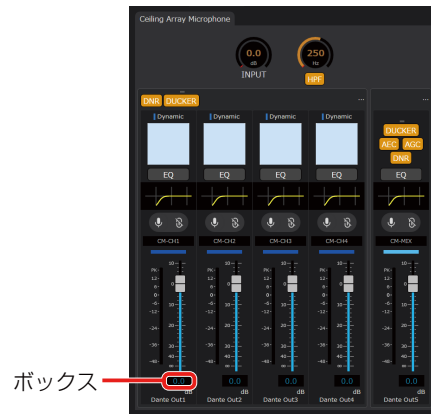 Ceiling Array Microphone
0.0
dB
INPUT
250
Hz
HPF
DNR DUCKER ...
...
Dynamic Dynamic Dynamic Dynamic
DUCKER
AEC AGC
DNR
EQ EQ EQ EQ EQ
CM-CH1 CM-CH2 CM-CH3 CM-CH4 CM-MIX
ボックス
0.0 0.0 0.0 0.0 0.0
dB dB dB dB dB
Dante Out1 Dante Out2 Dante Out3 Dante Out4 Dante Out5